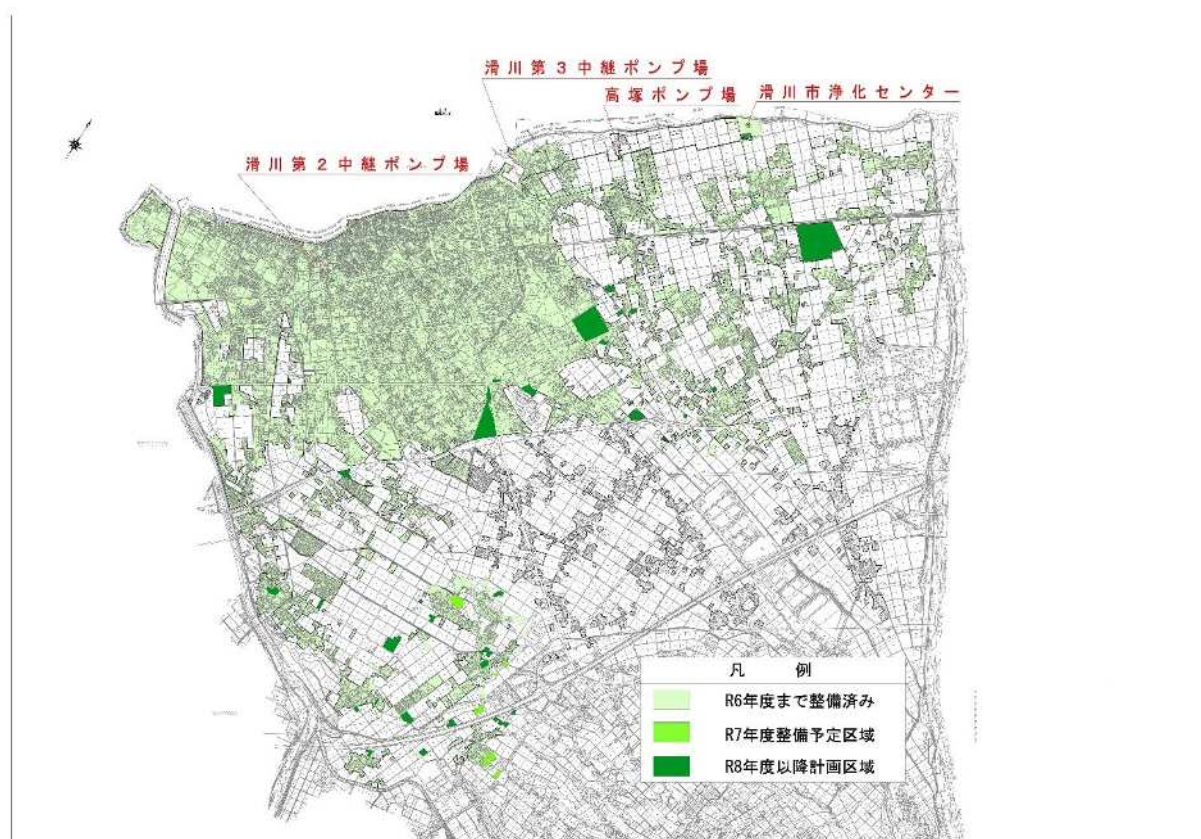 滑川第3中継ポンプ場
高塚ポンプ場
滑川市浄化センター
滑川第2中継ポンプ場
凡 例
R6年度まで整備済み
R7年度整備予定区域
R8年度以降計画区域